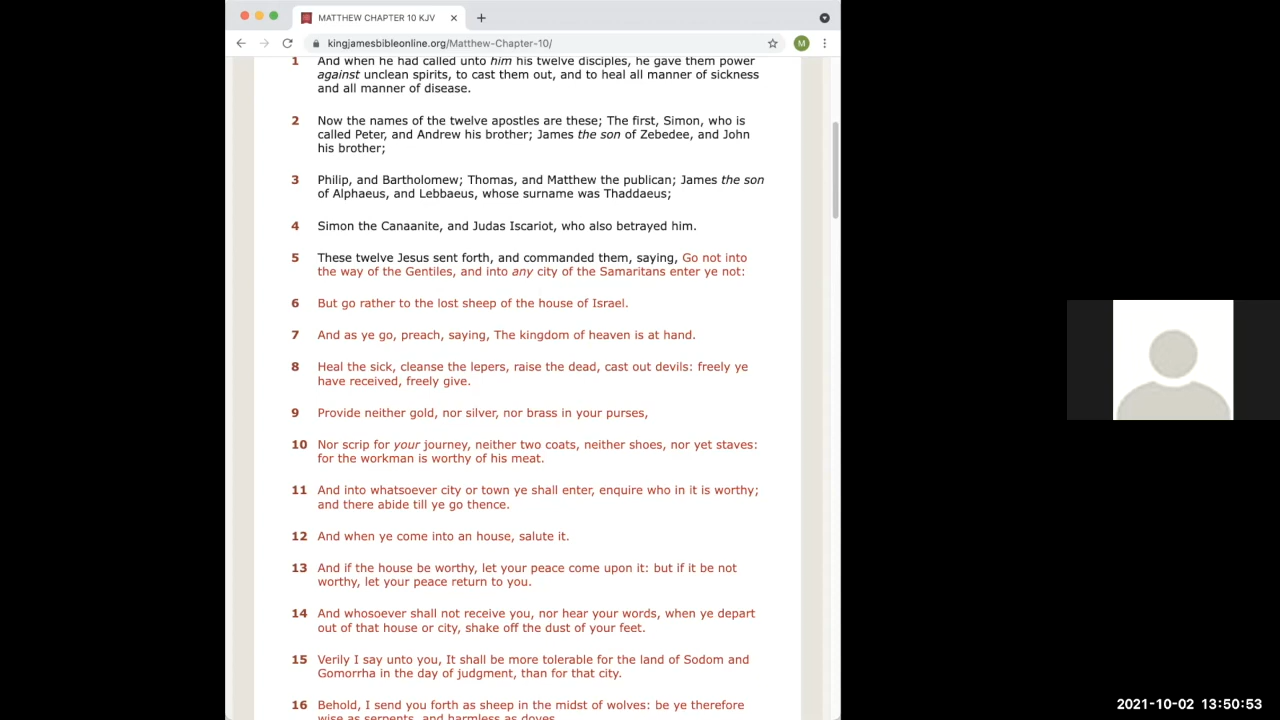 MATTHEW CHAPTER 10 KJV
kingjamesbibleonline.org/Matthew-Chapter-10/
M
1 And when he had called unto him his twelve disciples, he gave them power
against unclean spirits, to cast them out, and to heal all manner of sickness
and all manner of disease.
2 Now the names of the twelve apostles are these; The first, Simon, who is
called Peter, and Andrew his brother; James the son of Zebedee, and John
his brother;
3 Philip, and Bartholomew; Thomas, and Matthew the publican; James the son
of Alphaeus, and Lebbaeus, whose surname was Thaddaeus;
4 Simon the Canaanite, and Judas Iscariot, who also betrayed him.
5 These twelve Jesus sent forth, and commanded them, saying, Go not into
the way of the Gentiles, and into any city of the Samaritans enter ye not:
6 But go rather to the lost sheep of the house of Israel.
7 And as ye go, preach, saying, The kingdom of heaven is at hand.
8 Heal the sick, cleanse the lepers, raise the dead, cast out devils: freely ye
have received, freely give.
9 Provide neither gold, nor silver, nor brass in your purses,
10 Nor scrip for your journey, neither two coats, neither shoes, nor yet staves:
for the workman is worthy of his meat.
11 And into whatsoever city or town ye shall enter, enquire who in it is worthy;
and there abide till ye go thence.
12 And when ye come into an house, salute it.
13 And if the house be worthy, let your peace come upon it: but if it be not
worthy, let your peace return to you.
14 And whosoever shall not receive you, nor hear your words, when ye depart
out of that house or city, shake off the dust of your feet.
15 Verily I say unto you, It shall be more tolerable for the land of Sodom and
Gomorrha in the day of judgment, than for that city.
16 Behold, I send you forth as sheep in the midst of wolves: be ye therefore
wise as serpents, and harmless as doves.
2021-10-02 13:50:53